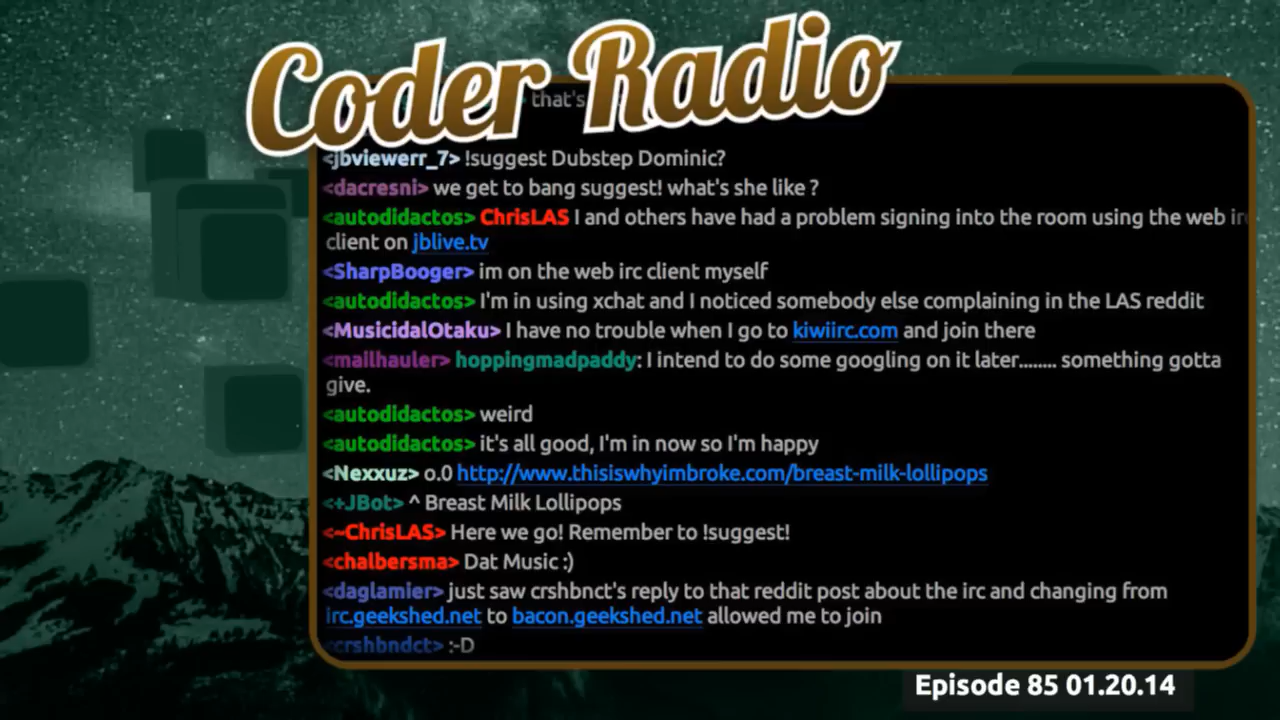 Coder Radio
that's
<jbviewerr_7> !suggest Dubstep Dominic?
<dacresni> we get to bang suggest! what's she like ?
<autodidactos> ChrisLAS I and others have had a problem signing into the room using the web irc
client on jblive.tv
<SharpBooger> im on the web irc client myself
<autodidactos> I'm in using xchat and I noticed somebody else complaining in the LAS reddit
<MusicidalOtaku> I have no trouble when I go to kiwiirc.com and join there
<mailhauler> hoppingmadpaddy: I intend to do some googling on it later........ something gotta
give.
<autodidactos> weird
<autodidactos> it's all good, I'm in now so I'm happy
<Nexxuz> o.0 http://www.thisiswhyimbroke.com/breast-milk-lollipops
<+JBot> ^ Breast Milk Lollipops
<~ChrisLAS> Here we go! Remember to !suggest!
<chalbersma> Dat Music :)
<daglamier> just saw crshbnct's reply to that reddit post about the irc and changing from
irc.geekshed.net to bacon.geekshed.net allowed me to join
<crshbndct> :-D
Episode 85 01.20.14